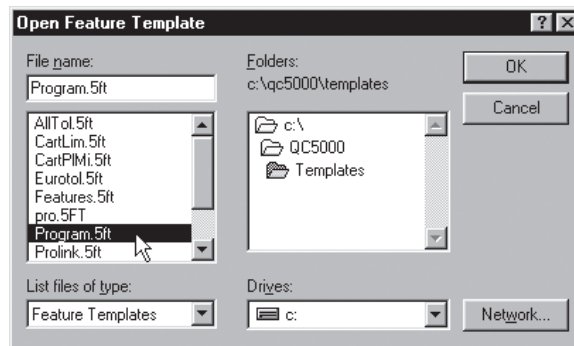 Open Feature Template
File name:
Program.5ft
AllTol.5ft
CartLim.5ft
CartPlMi.5ft
Eurotol.5ft
Features.5ft
pro.5FT
Program.5ft
Prolink.5ft
List files of type:
Feature Templates
Folders:
c:\qc5000\templates
c:\
QC5000
Templates
Drives:
c:
OK
Cancel
Network...